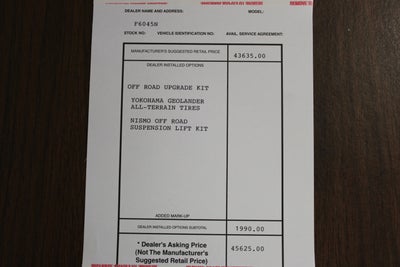 DEALER NAME AND ADDRESS: MODEL:
F6045N
STOCK NO: VEHICLE IDENTIFICATION NO: AVAIL. SERVICE AGREEMENT:
MANUFACTURER'S SUGGESTED RETAIL PRICE 43635.00
DEALER INSTALLED OPTIONS
OFF ROAD UPGRADE KIT
YOKOHAMA GEOLANDER
ALL-TERRAIN TIRES
NISMO OFF ROAD
SUSPENSION LIFT KIT
ADDED MARK-UP
DEALER INSTALLED OPTIONS SUBTOTAL 1990.00
* Dealer's Asking Price 45625.00
(Not The Manufacturer's
Suggested Retail Price)